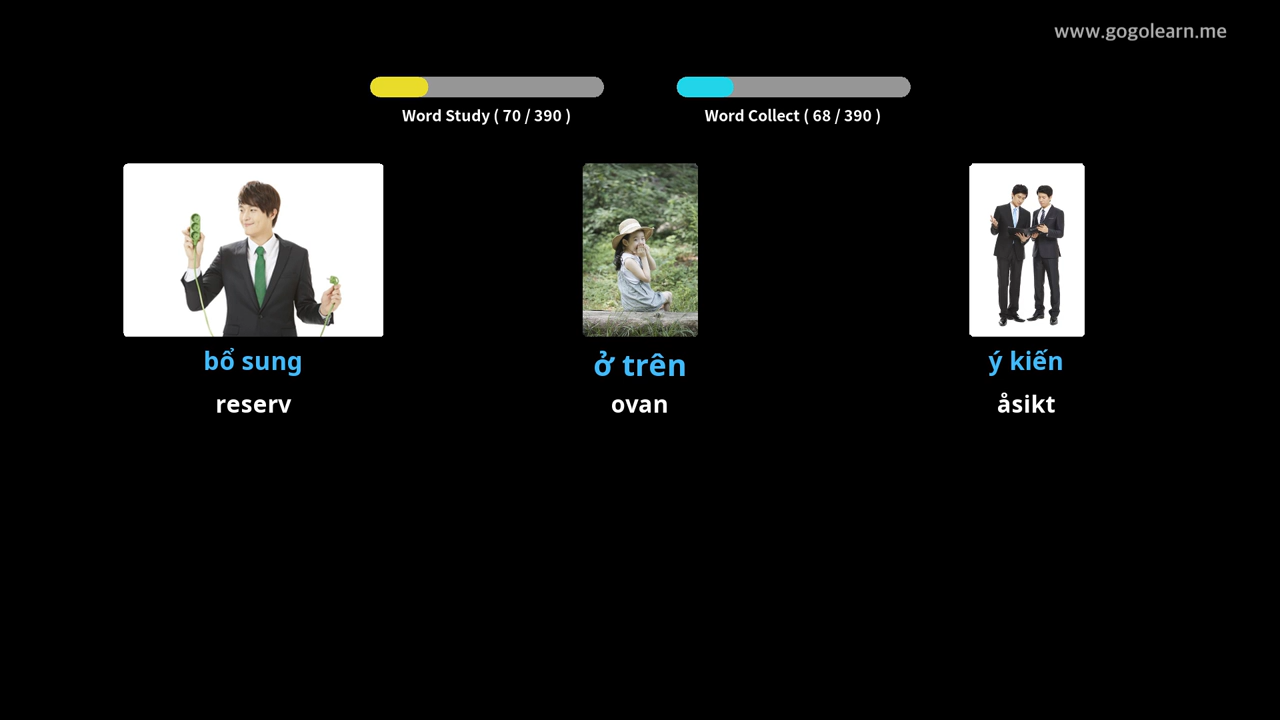 www.gogolearn.me
Word Study ( 70 / 390 )
Word Collect ( 68 / 390 )
bổ sung
ở trên
ý kiến
reserv
ovan
åsikt